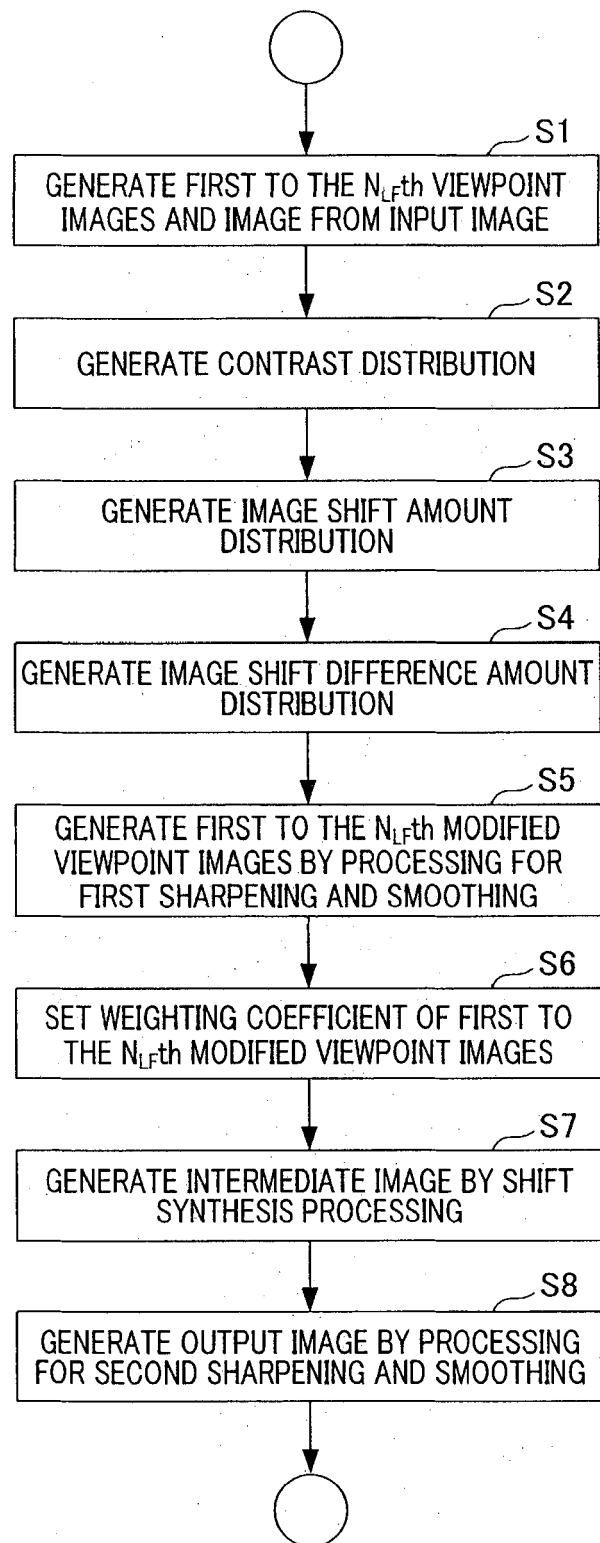 S1
GENERATE FIRST TO THE N_LFth VIEWPOINT
IMAGES AND IMAGE FROM INPUT IMAGE
S2
GENERATE CONTRAST DISTRIBUTION
S3
GENERATE IMAGE SHIFT AMOUNT
DISTRIBUTION
S4
GENERATE IMAGE SHIFT DIFFERENCE AMOUNT
DISTRIBUTION
S5
GENERATE FIRST TO THE N_LFth MODIFIED
VIEWPOINT IMAGES BY PROCESSING FOR
FIRST SHARPENING AND SMOOTHING
S6
SET WEIGHTING COEFFICIENT OF FIRST TO
THE N_LFth MODIFIED VIEWPOINT IMAGES
S7
GENERATE INTERMEDIATE IMAGE BY SHIFT
SYNTHESIS PROCESSING
S8
GENERATE OUTPUT IMAGE BY PROCESSING
FOR SECOND SHARPENING AND SMOOTHING